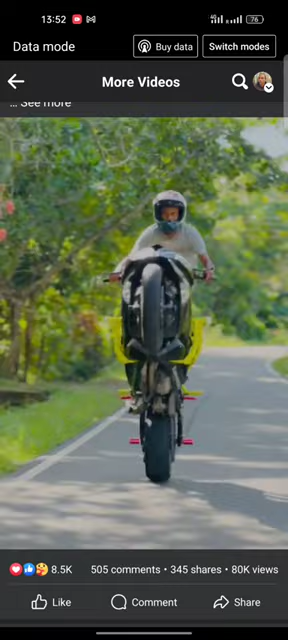 13:52 76
Data mode Buy data Switch modes
More Videos
... See more
8.5K 505 comments • 345 shares • 80K views
Like Comment Share